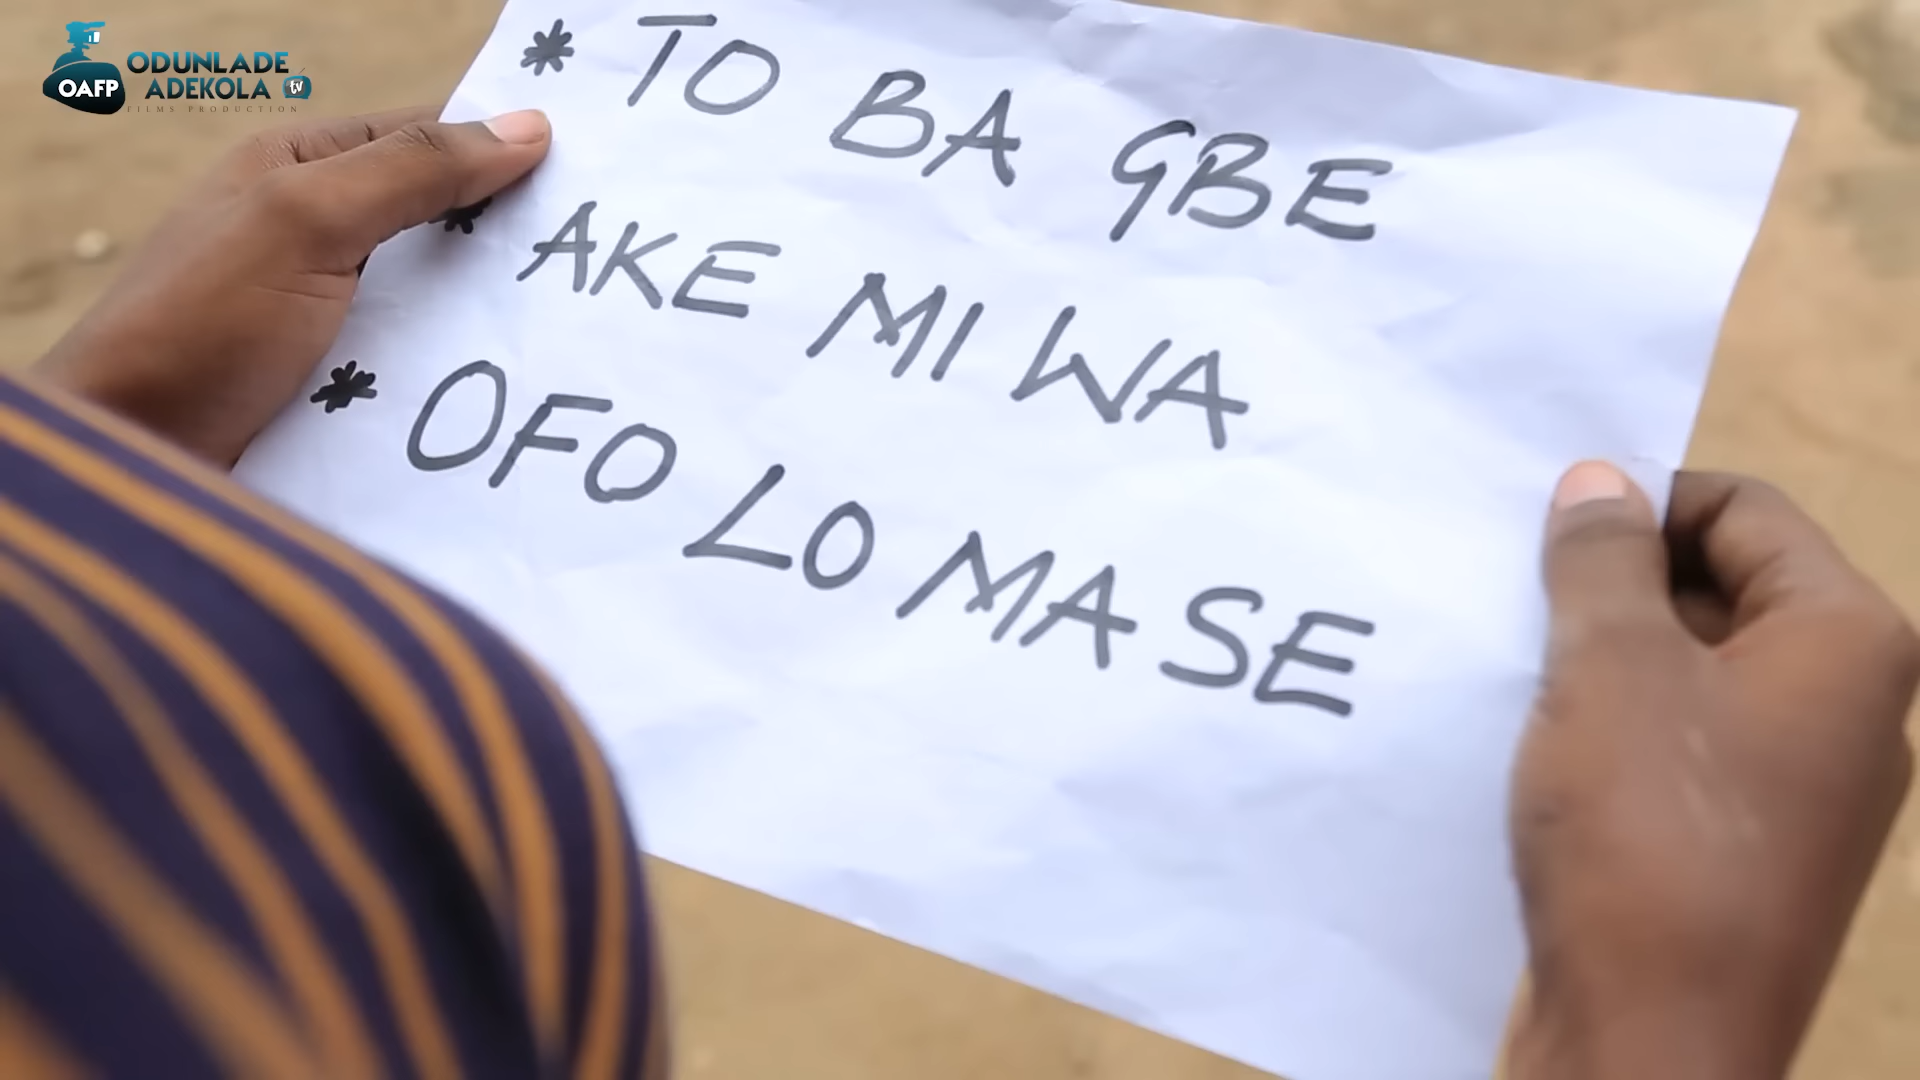 OAFP
ODUNLADE
ADEKOLA tv
FILMS PRODUCTION
* TO BA GBE
* AKE MI WA
* OFO LO MA SE